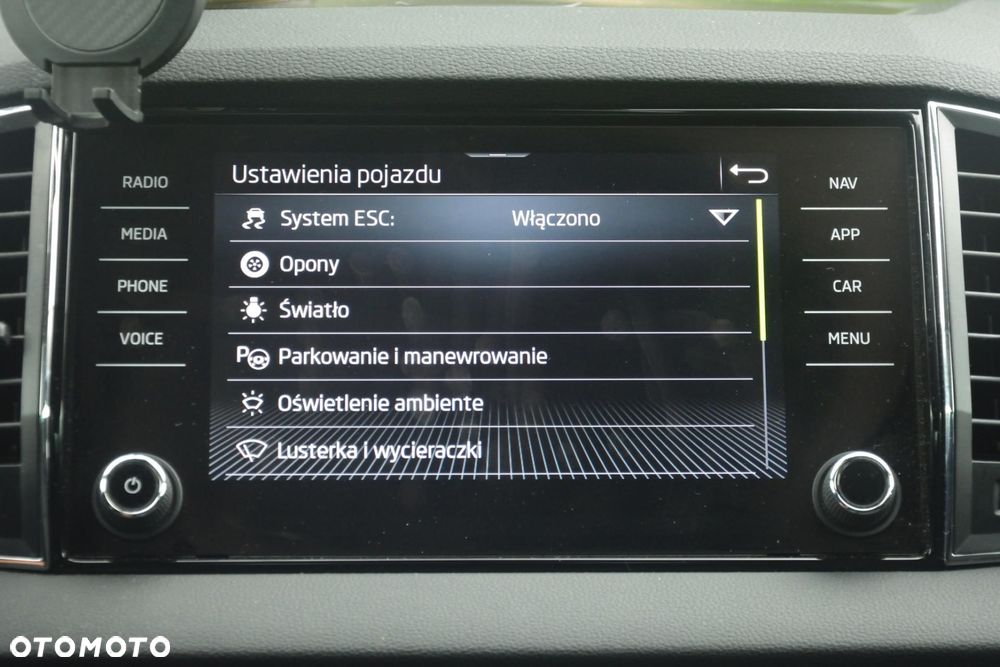 Ustawienia pojazdu
RADIO
MEDIA
PHONE
VOICE
System ESC: Włączono
Opony
Światło
Parkowanie i manewrowanie
Oświetlenie ambiente
Lusterka i wycieraczki
NAV
APP
CAR
MENU
OTOMOTO